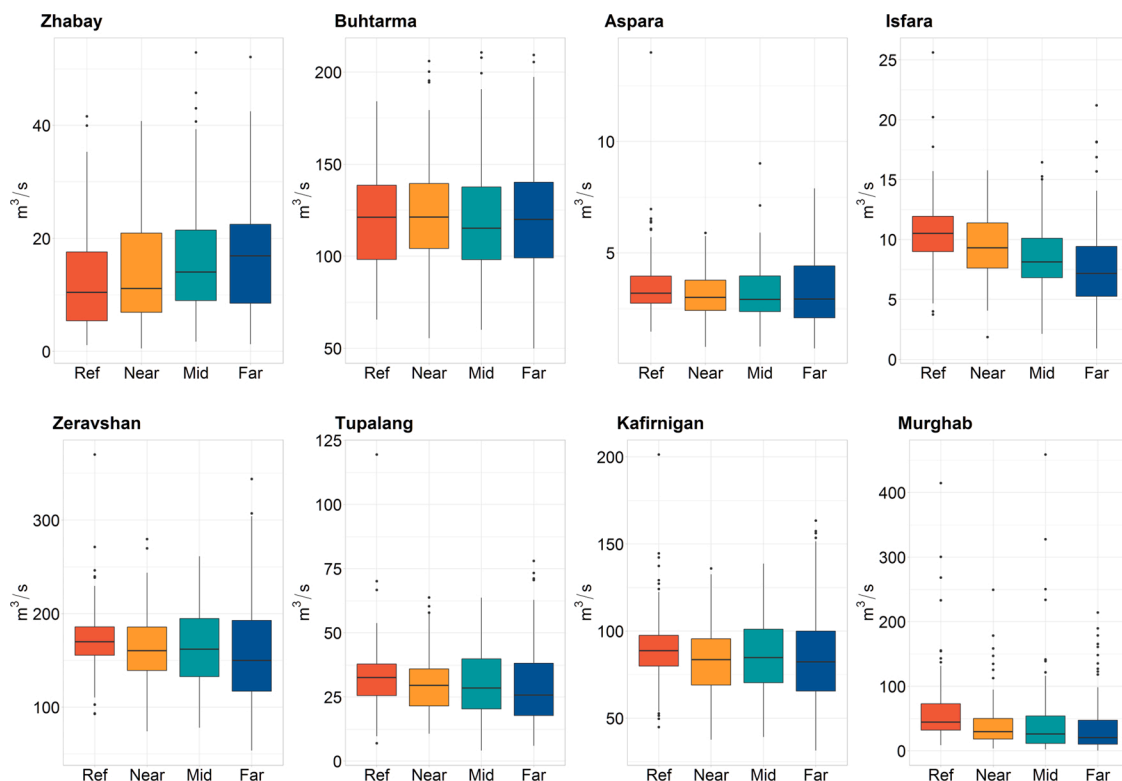 Zhabay
m³/s
40
20
0
Ref Near Mid Far
Buhtarma
m³/s
200
150
100
50
Ref Near Mid Far
Aspara
m³/s
10
5
Ref Near Mid Far
Isfara
m³/s
25
20
15
10
5
0
Ref Near Mid Far
Zeravshan
m³/s
300
200
100
Ref Near Mid Far
Tupalang
m³/s
125
100
75
50
25
0
Ref Near Mid Far
Kafirnigan
m³/s
200
150
100
50
Ref Near Mid Far
Murghab
m³/s
400
300
200
100
0
Ref Near Mid Far